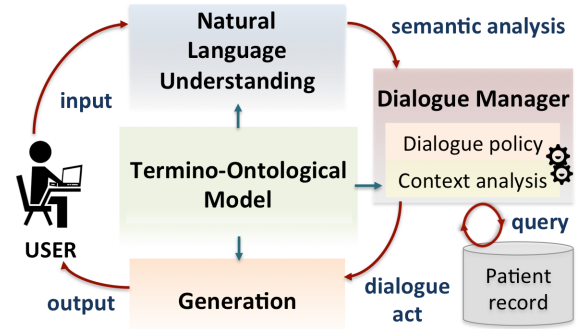 Natural
Language
Understanding
semantic analysis
input
Dialogue Manager
Dialogue policy
Context analysis
Termino-Ontological
Model
USER
query
Patient
record
output
Generation
dialogue
act